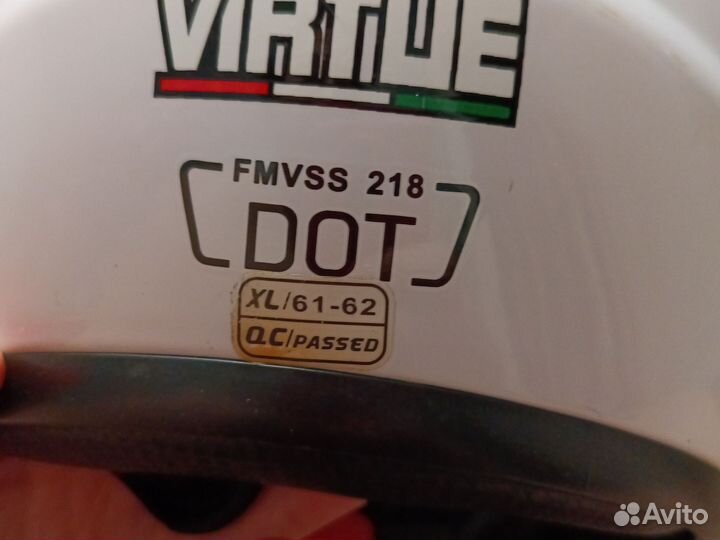 VIRTUE
FMVSS 218
DOT
XL/61-62
QC/PASSED
Avito